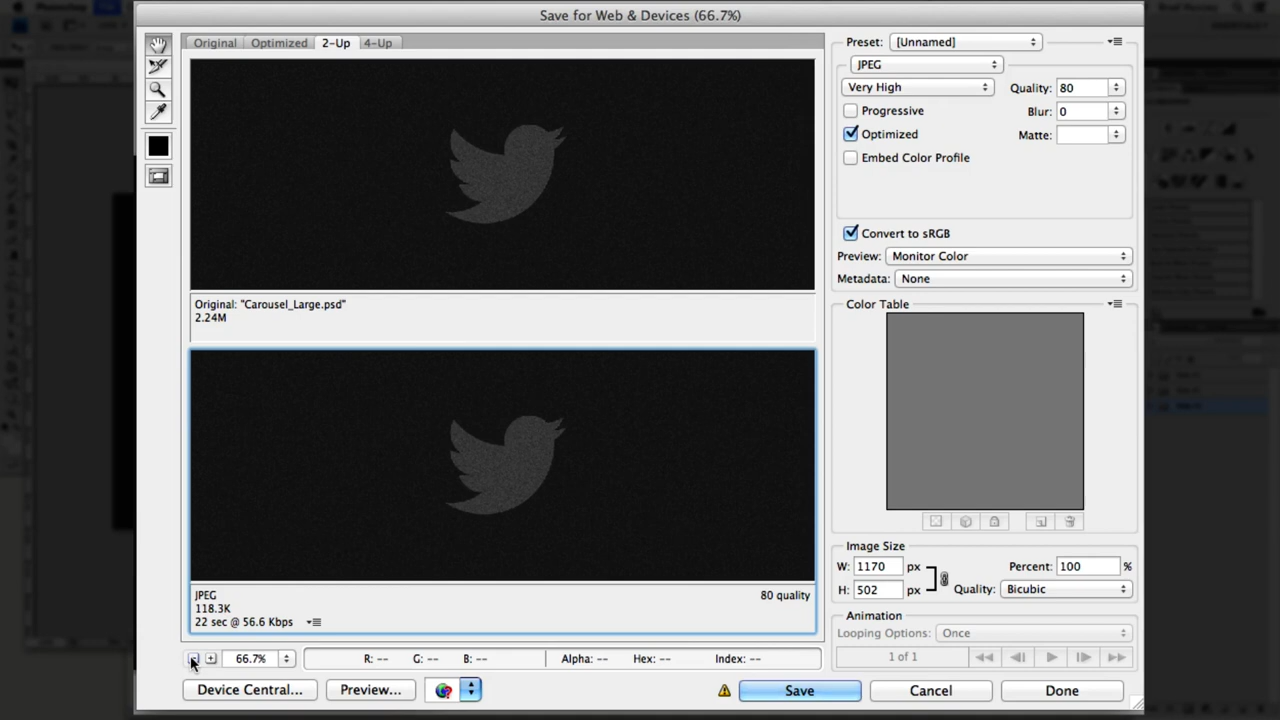 Save for Web & Devices (66.7%)
Original Optimized 2-Up 4-Up
Preset: [Unnamed]
JPEG
Very High Quality: 80
Progressive Blur: 0
Optimized Matte:
Embed Color Profile
Convert to sRGB
Preview: Monitor Color
Metadata: None
Original: "Carousel_Large.psd"
2.24M
Color Table
Image Size
W: 1170 px Percent: 100 %
H: 502 px Quality: Bicubic
JPEG 80 quality
118.3K
22 sec @ 56.6 Kbps
Animation
Looping Options: Once
1 of 1
66.7% R: -- G: -- B: -- Alpha: -- Hex: -- Index: --
Device Central... Preview... Save Cancel Done